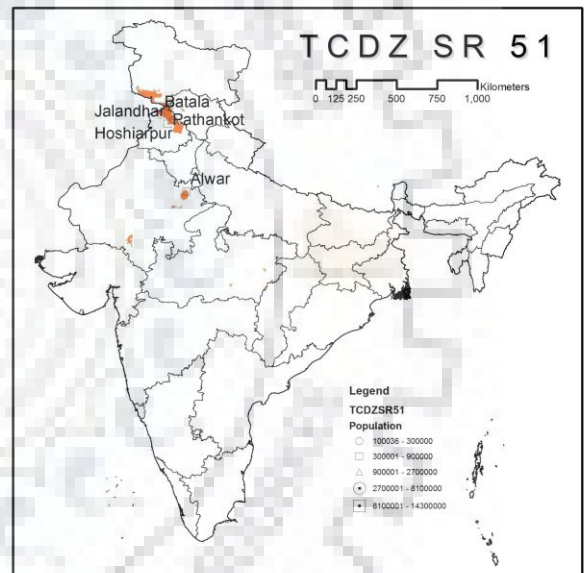 TCDZ SR 51
Kilometers
0 125 250 500 750 1,000
Batala
Jalandhar
Pathankot
Hoshiarpur
Alwar
Legend
TCDZSR51
Population
100036 - 300000
300001 - 900000
900001 - 2700000
2700001 - 8100000
8100001 - 14300000